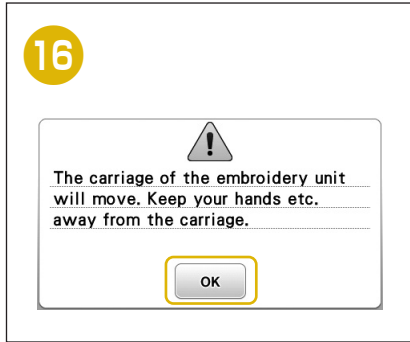 16
The carriage of the embroidery unit
will move. Keep your hands etc.
away from the carriage.
OK